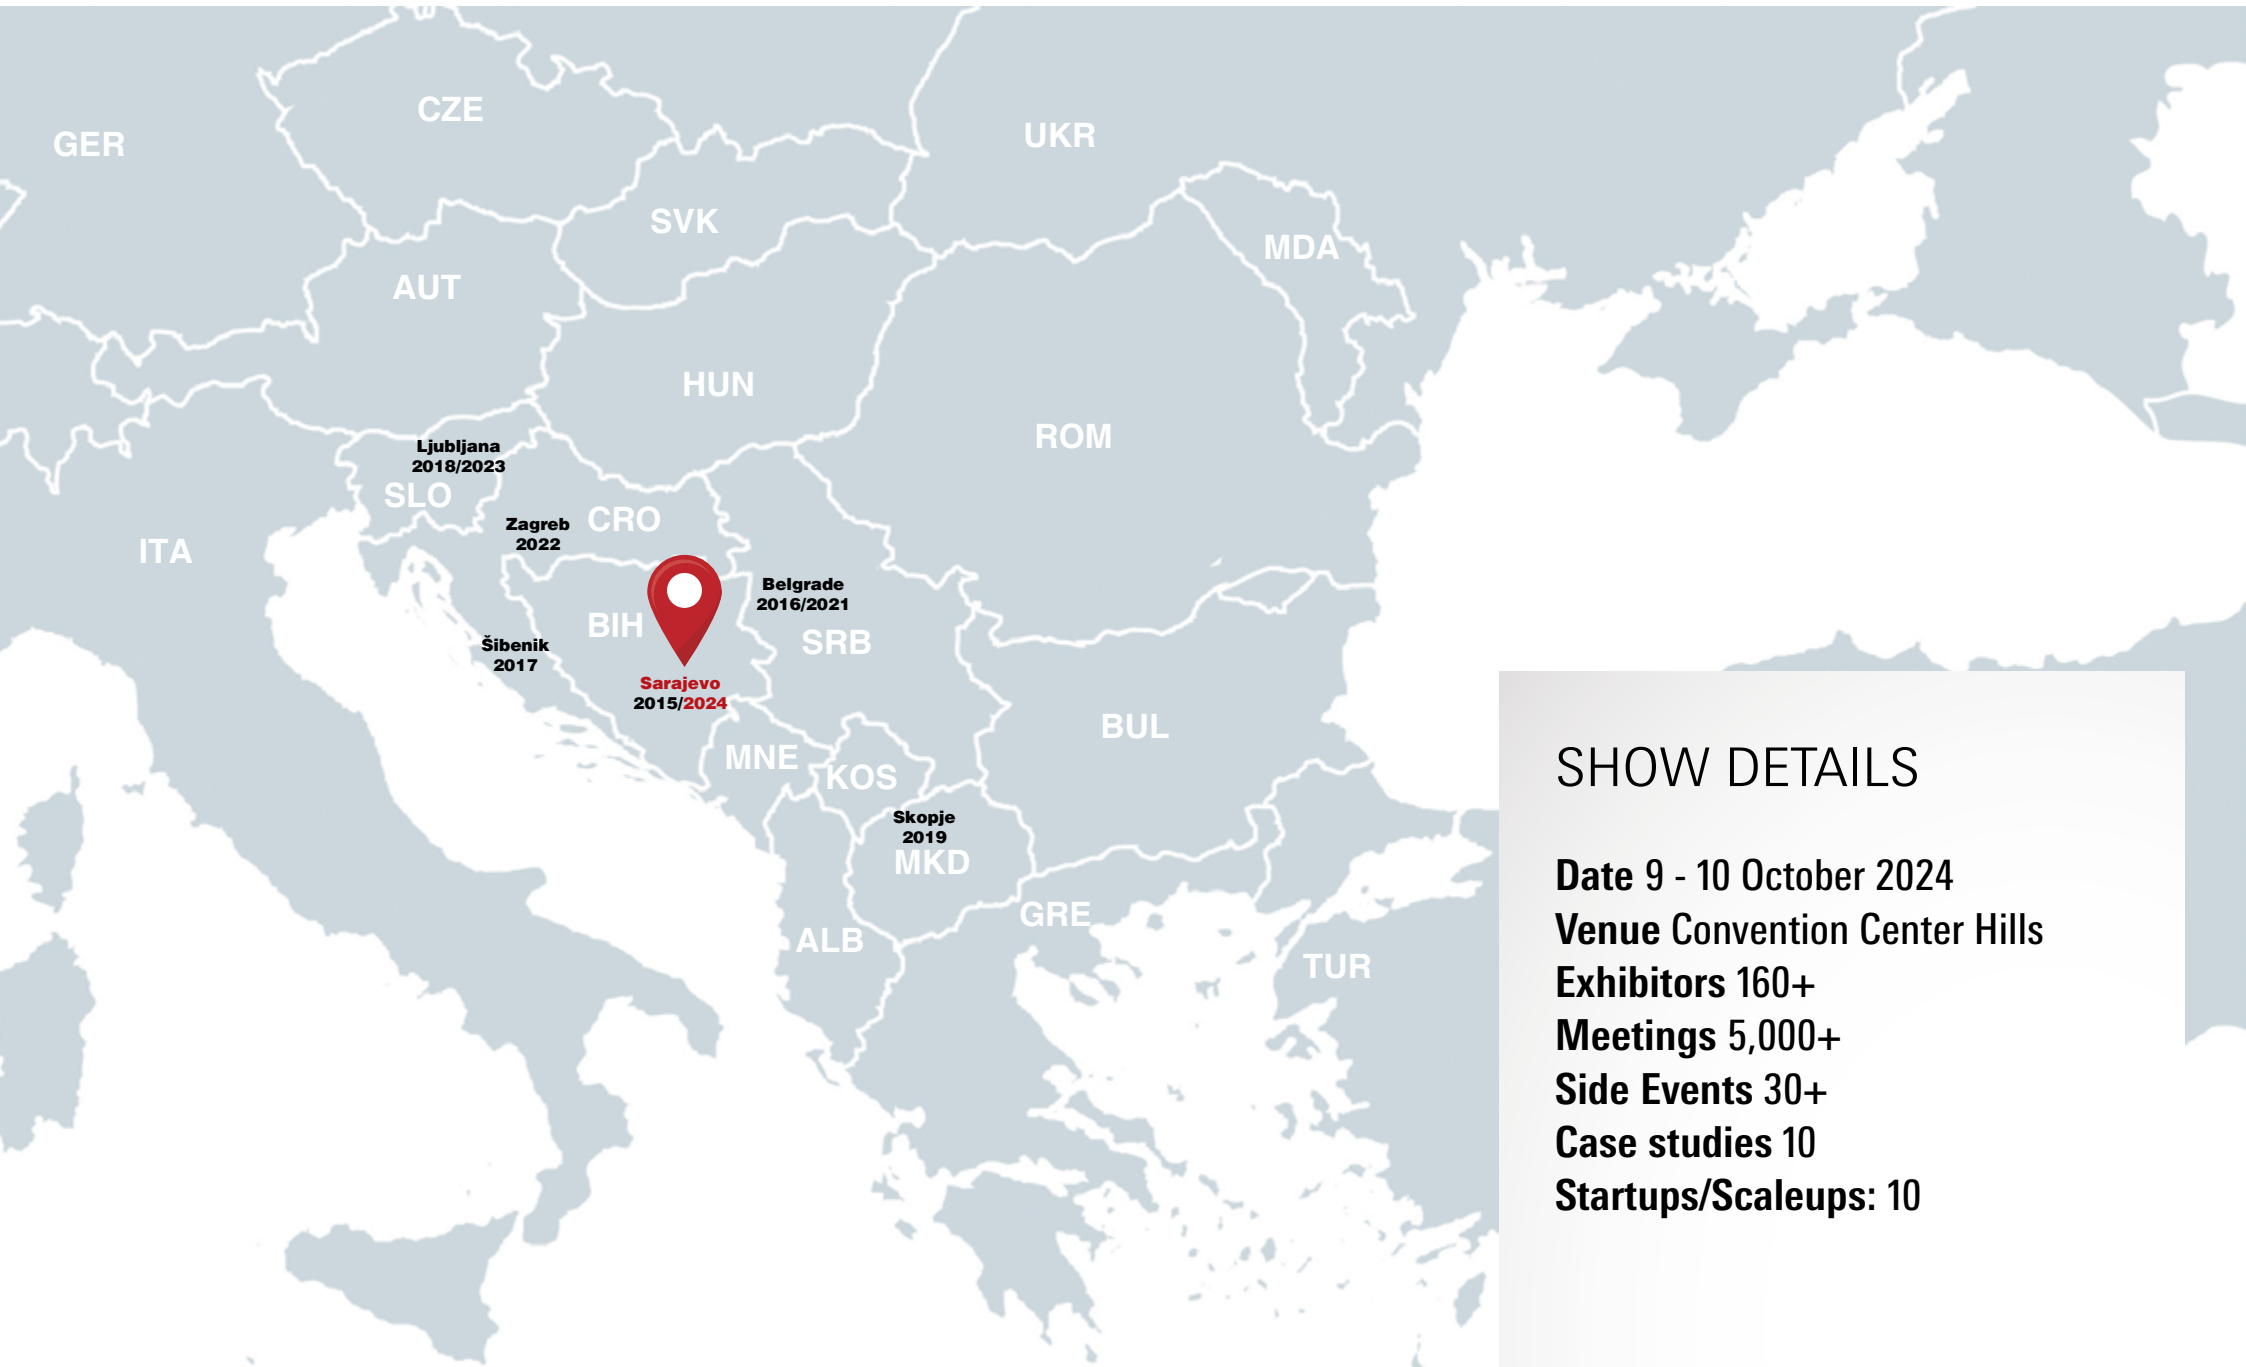 CZE
UKR
GER
SVK
MDA
AUT
HUN
ROM
Ljubljana
2018/2023
SLO
CRO
Zagreb
2022
ITA
Belgrade
2016/2021
BIH
SRB
Šibenik
2017
Sarajevo
2015/2024
BUL
MNE
KOS
Skopje
2019
MKD
GRE
ALB
TUR
SHOW DETAILS
Date 9 - 10 October 2024
Venue Convention Center Hills
Exhibitors 160+
Meetings 5,000+
Side Events 30+
Case studies 10
Startups/Scaleups: 10